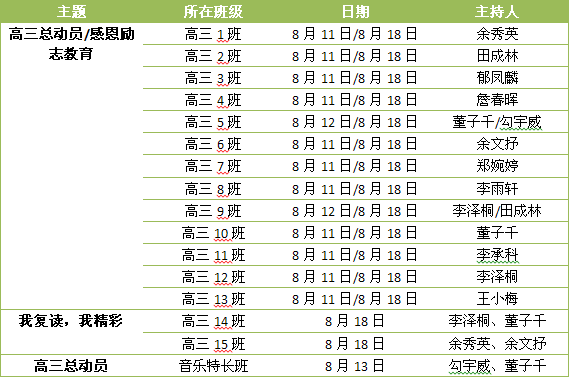 主题 所在班级 日期 主持人
高三总动员/感恩励志教育 高三 1 班 8 月 11 日/8 月 18 日 余秀英
高三 2 班 8 月 11 日/8 月 18 日 田成林
高三 3 班 8 月 11 日/8 月 18 日 郁凤麟
高三 4 班 8 月 11 日/8 月 18 日 詹春晖
高三 5 班 8 月 12 日/8 月 18 日 董子千/勾宇威
高三 6 班 8 月 11 日/8 月 18 日 余文抒
高三 7 班 8 月 11 日/8 月 18 日 郑婉婷
高三 8 班 8 月 11 日/8 月 18 日 李雨轩
高三 9 班 8 月 12 日/8 月 18 日 李泽桐/田成林
高三 10 班 8 月 11 日/8 月 18 日 董子千
高三 11 班 8 月 11 日/8 月 18 日 李承科
高三 12 班 8 月 11 日/8 月 18 日 李泽桐
高三 13 班 8 月 11 日/8 月 18 日 王小梅
我复读，我精彩 高三 14 班 8 月 18 日 李泽桐、董子千
高三 15 班 8 月 18 日 余秀英、余文抒
高三总动员 音乐特长班 8 月 13 日 勾宇威、董子千